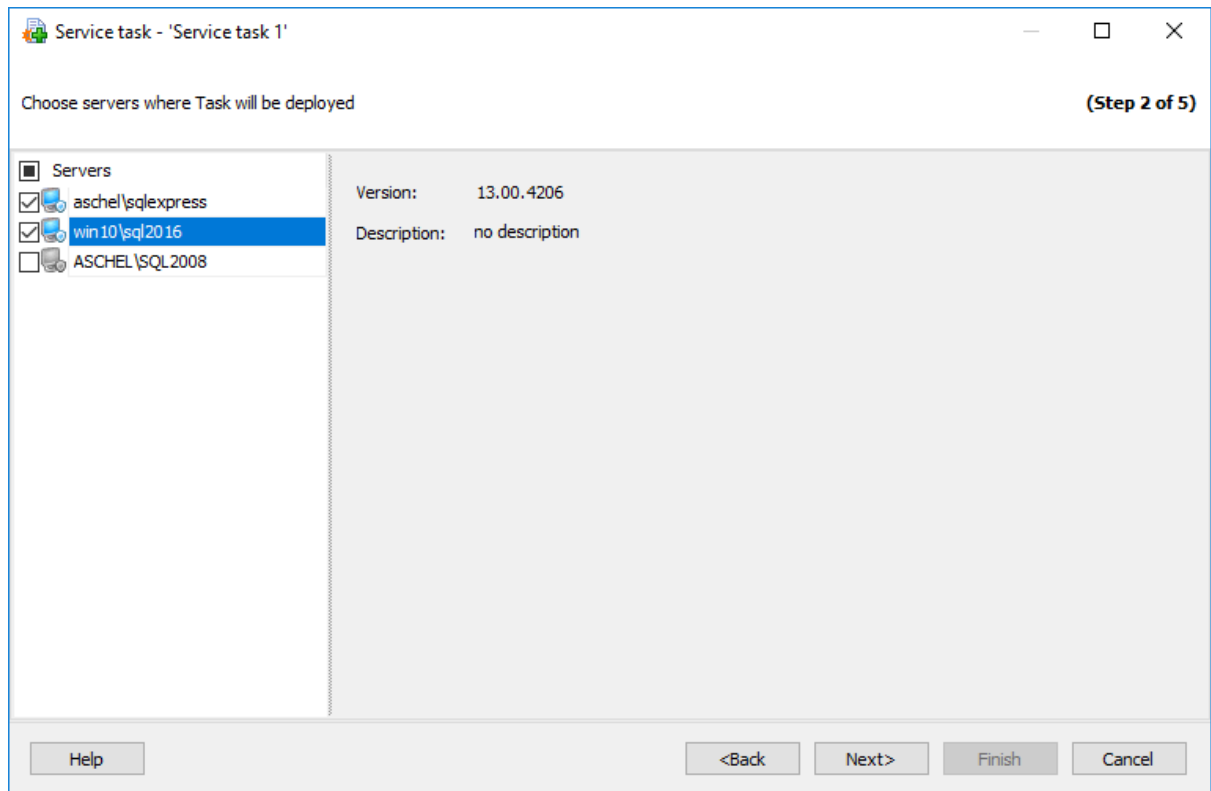 Service task - 'Service task 1'
Choose servers where Task will be deployed
(Step 2 of 5)
Servers
aschel\sqlexpress
win10\sql2016
ASCHEL\SQL2008
Version: 13.00.4206
Description: no description
Help
<Back
Next>
Finish
Cancel